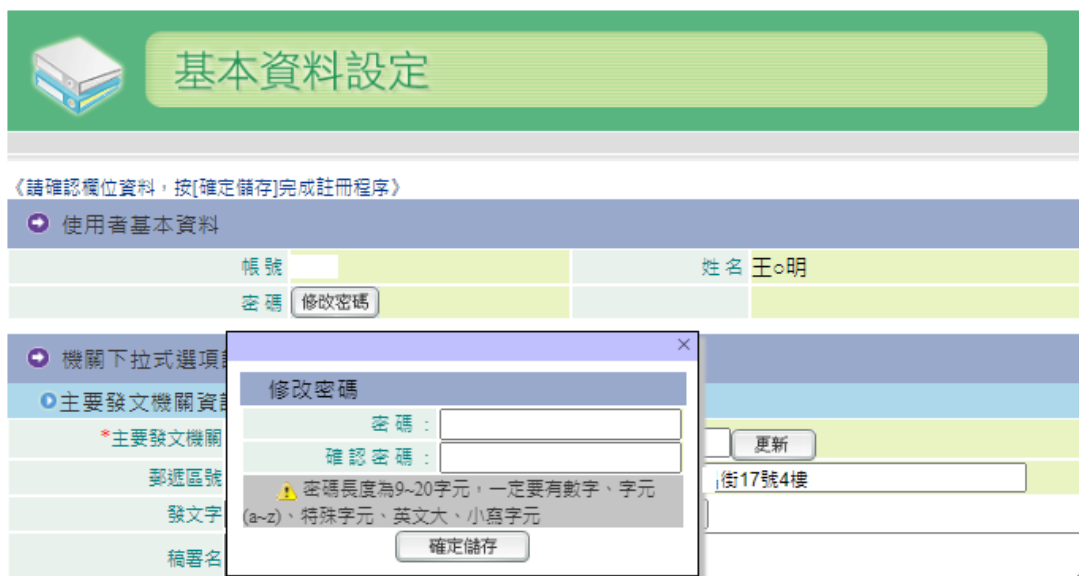 基本資料設定
《請確認欄位資料,按[確定儲存]完成註冊程序》
使用者基本資料
帳號 姓名 王○明
密碼 修改密碼
機關下拉式選項
主要發文機關資
修改密碼
密碼:
*主要發文機關 更新
確認密碼:
郵遞區號 街17號4樓
密碼長度為9~20字元,一定要有數字、字元
(a~z)、特殊字元、英文大、小寫字元
發文字
確定儲存
稿署名